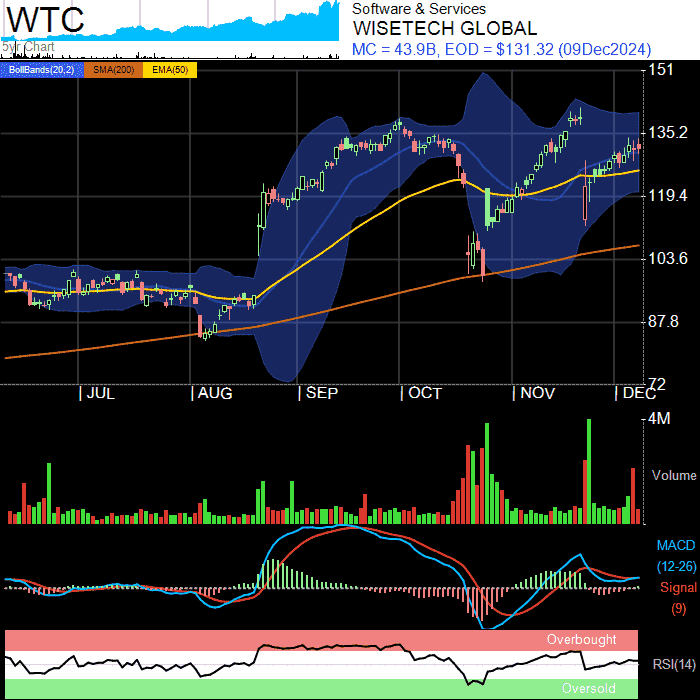 WTC
5yr Chart
Software & Services
WISETECH GLOBAL
MC = 43.9B, EOD = $131.32 (09Dec2024)
BollBands(20,2) SMA(200) EMA(50)
151
135.2
119.4
103.6
87.8
72
JUL AUG SEP OCT NOV DEC
4M
Volume
MACD
(12-26)
Signal
(9)
Overbought
RSI(14)
Oversold